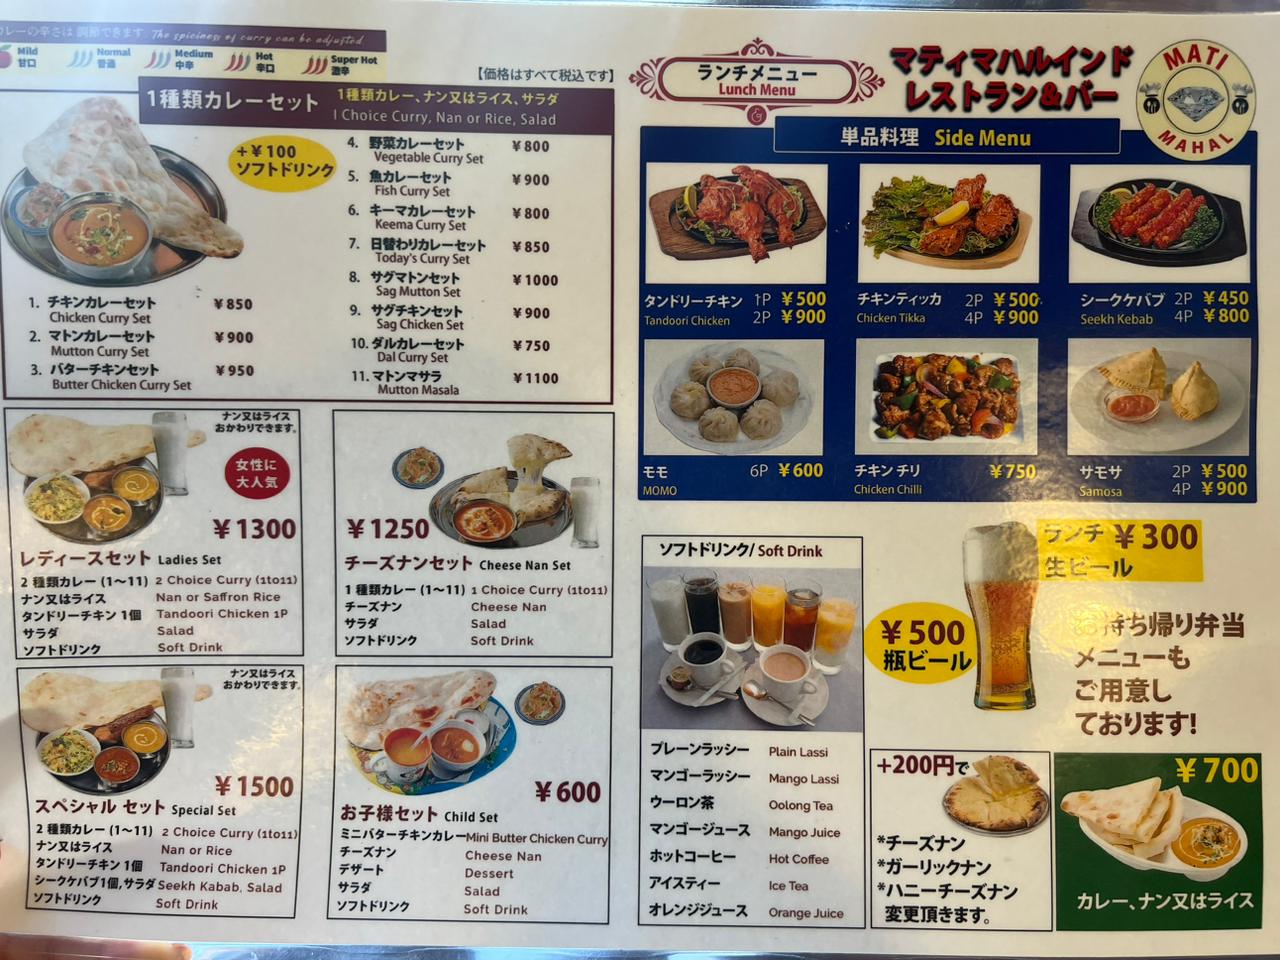 カレーの辛さは 調節できます. The spiciness of curry can be adjusted
Mild 甘口
Normal 普通
Medium 中辛
Hot 辛口
Super Hot 激辛
【価格はすべて税込です】
1種類カレーセット
1種類カレー、ナン又はライス、サラダ
1 Choice Curry, Nan or Rice, Salad
+¥100
ソフトドリンク
1. チキンカレーセット ¥850
Chicken Curry Set
2. マトンカレーセット ¥900
Mutton Curry Set
3. バターチキンセット ¥950
Butter Chicken Curry Set
4. 野菜カレーセット ¥800
Vegetable Curry Set
5. 魚カレーセット ¥900
Fish Curry Set
6. キーマカレーセット ¥800
Keema Curry Set
7. 日替わりカレーセット ¥850
Today's Curry Set
8. サグマトンセット ¥1000
Sag Mutton Set
9. サグチキンセット ¥900
Sag Chicken Set
10. ダルカレーセット ¥750
Dal Curry Set
11. マトンマサラ ¥1100
Mutton Masala
ナン又はライス
おかわりできます。
女性に
大人気
¥1300
レディースセット Ladies Set
2 種類カレー (1〜11) 2 Choice Curry (1to11)
ナン又はライス Nan or Saffron Rice
タンドリーチキン 1個 Tandoori Chicken 1P
サラダ Salad
ソフトドリンク Soft Drink
¥1250
チーズナンセット Cheese Nan Set
1 種類カレー (1〜11) 1 Choice Curry (1to11)
チーズナン Cheese Nan
サラダ Salad
ソフトドリンク Soft Drink
ナン又はライス
おかわりできます。
¥1500
スペシャル セット Special Set
2 種類カレー (1〜11) 2 Choice Curry (1to11)
ナン又はライス Nan or Rice
タンドリーチキン 1個 Tandoori Chicken 1P
シークケバブ1個,サラダ Seekh Kabab, Salad
ソフトドリンク Soft Drink
¥600
お子様セット Child Set
ミニバターチキンカレー Mini Butter Chicken Curry
チーズナン Cheese Nan
デザート Dessert
サラダ Salad
ソフトドリンク Soft Drink
ランチメニュー
Lunch Menu
マティマハルインド
レストラン&バー
MATI
MAHAL
単品料理 Side Menu
タンドリーチキン 1P ¥500
Tandoori Chicken 2P ¥900
チキンティッカ 2P ¥500
Chicken Tikka 4P ¥900
シークケバブ 2P ¥450
Seekh Kebab 4P ¥800
モモ 6P ¥600
MOMO
チキン チリ ¥750
Chicken Chilli
サモサ 2P ¥500
Samosa 4P ¥900
ソフトドリンク/ Soft Drink
プレーンラッシー Plain Lassi
マンゴーラッシー Mango Lassi
ウーロン茶 Oolong Tea
マンゴージュース Mango Juice
ホットコーヒー Hot Coffee
アイスティー Ice Tea
オレンジジュース Orange Juice
ランチ ¥300
生ビール
¥500
瓶ビール
お持ち帰り弁当
メニューも
ご用意し
ております!
+200円で
*チーズナン
*ガーリックナン
*ハニーチーズナン
変更頂きます。
¥700
カレー、ナン又はライス